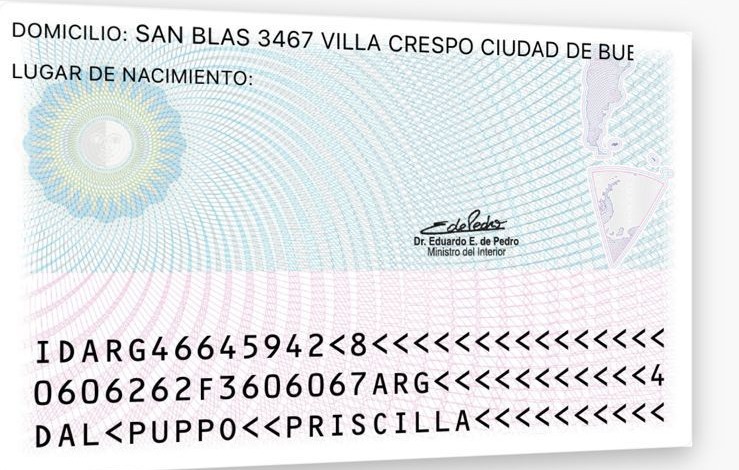 DOMICILIO: SAN BLAS 3467 VILLA CRESPO CIUDAD DE BUE
LUGAR DE NACIMIENTO:
EdePedro
Dr. Eduardo E. de Pedro
Ministro del Interior
IDARG46645942<8<<<<<<<<<<<<<<<
0606262F3606067ARG<<<<<<<<<<<4
DAL<PUPPO<<PRISCILLA<<<<<<<<<<